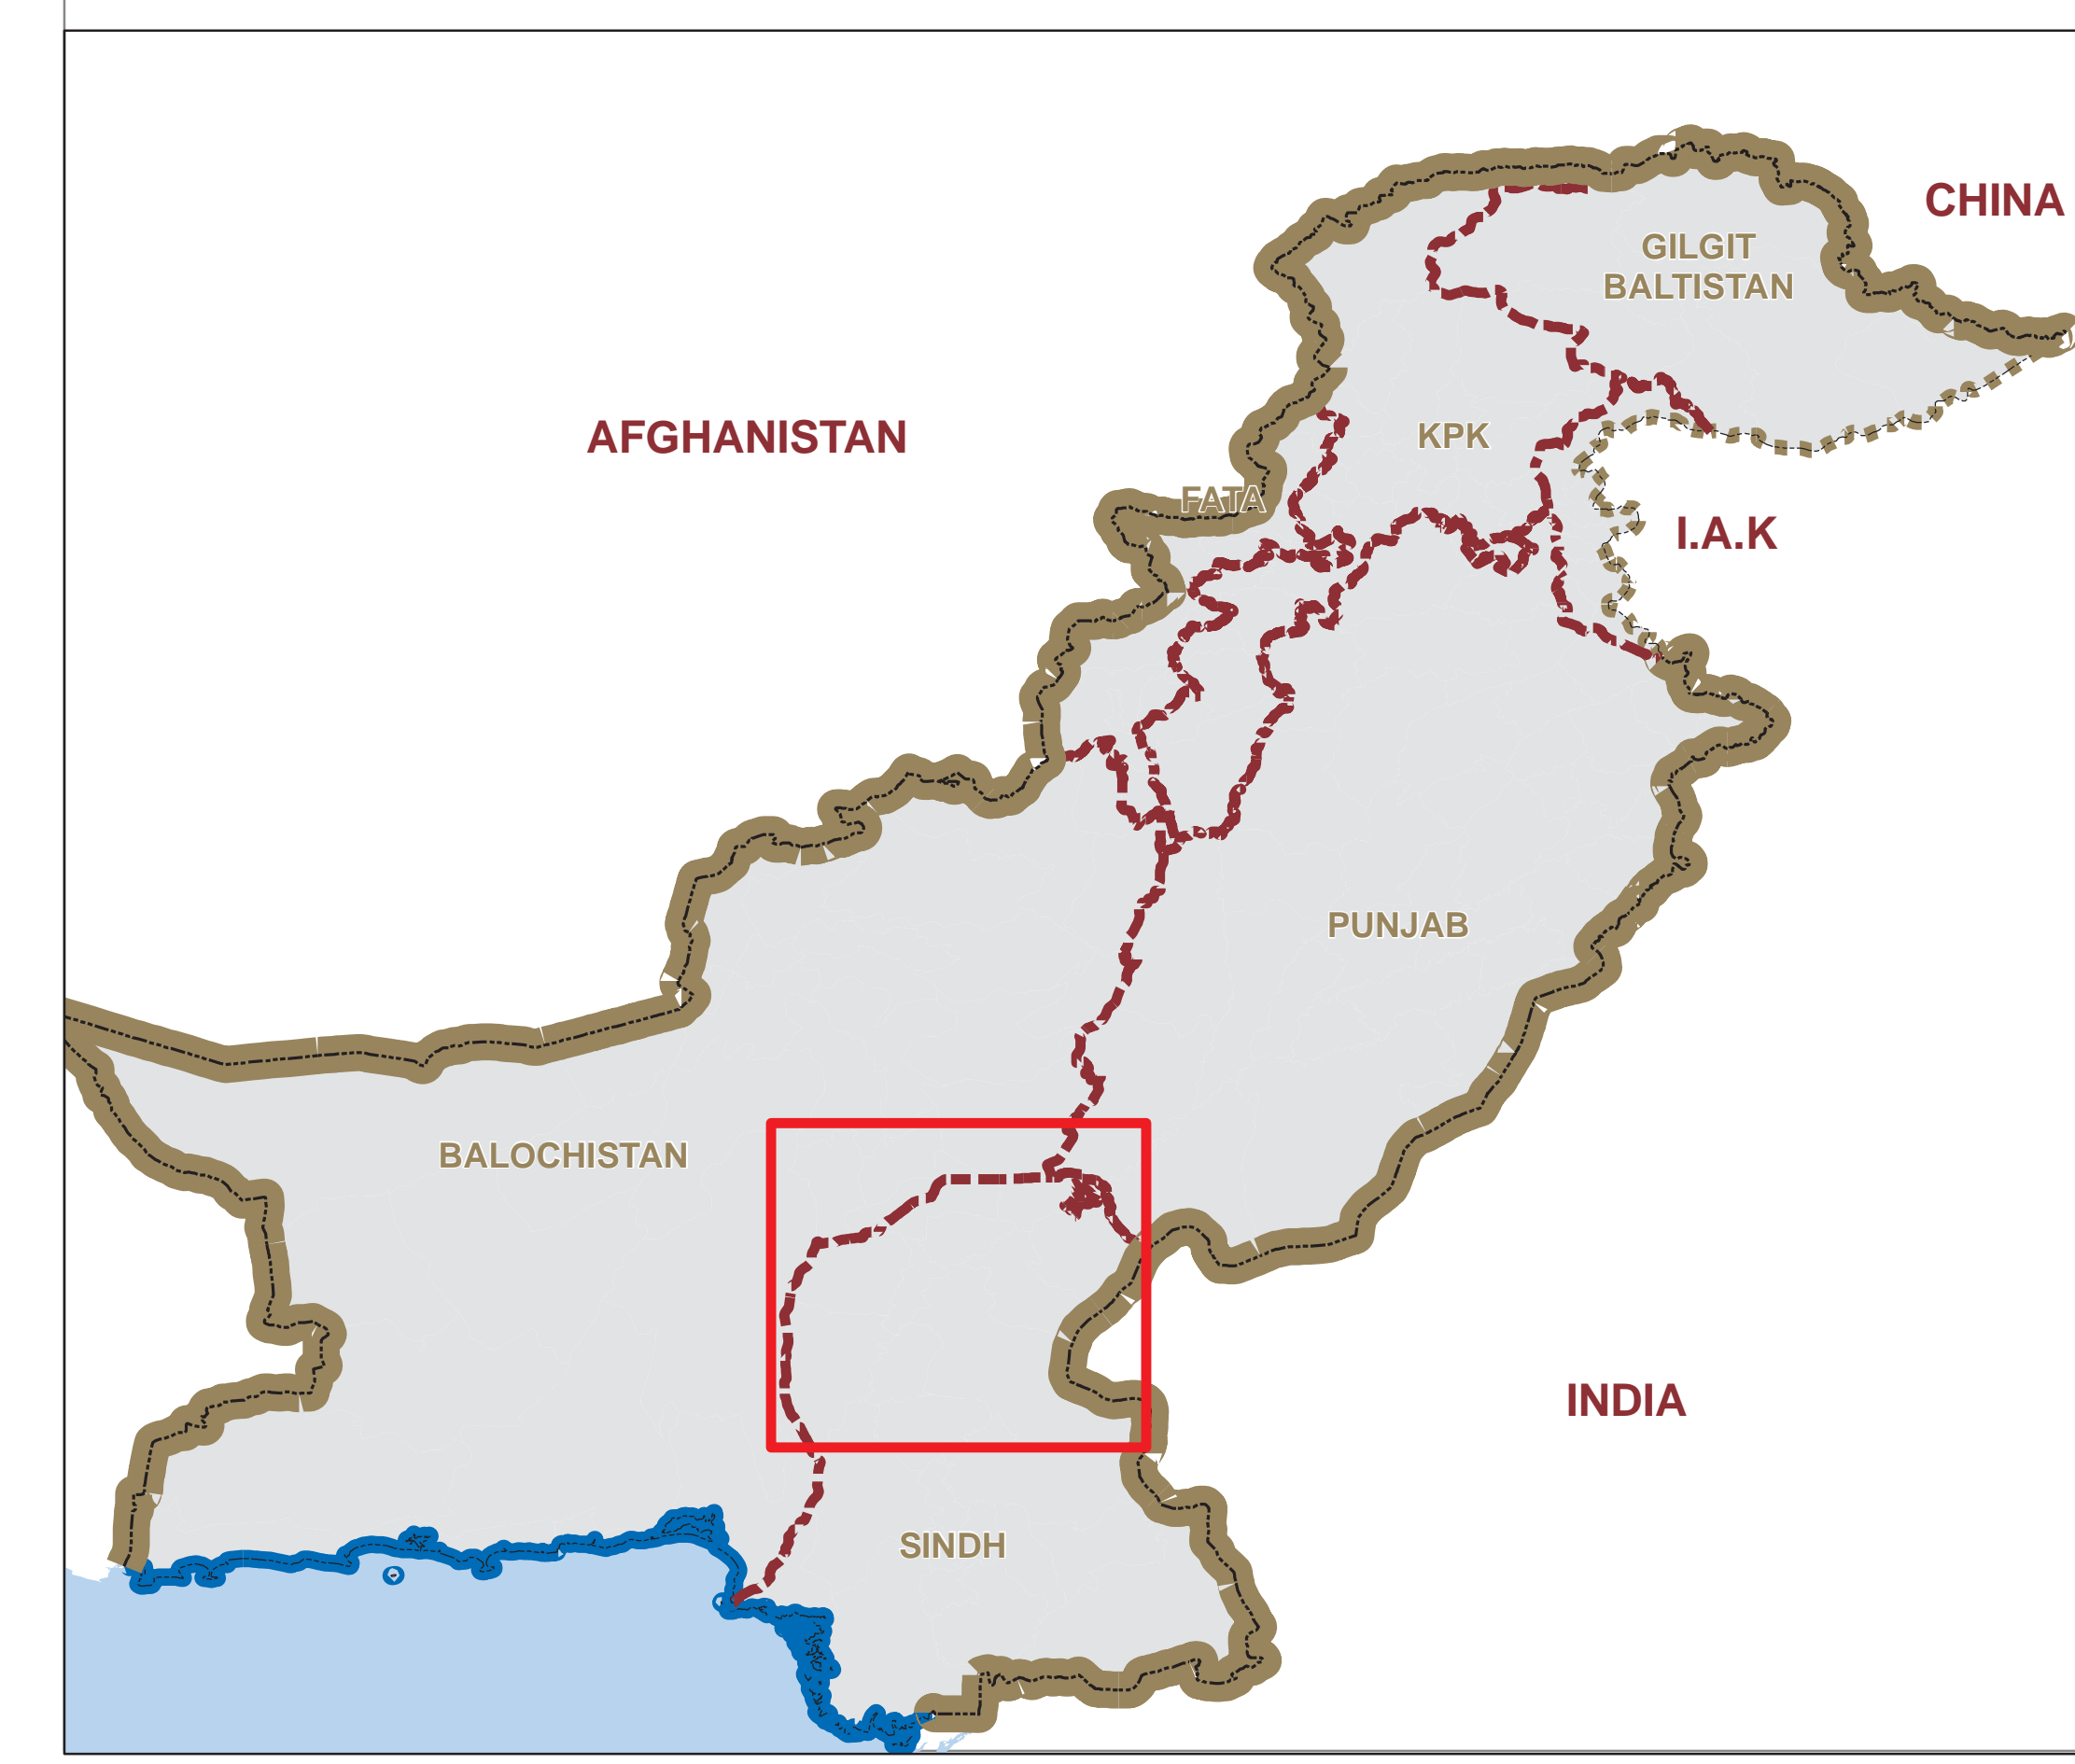 CHINA
GILGIT
BALTISTAN
AFGHANISTAN
KPK
FATA
I.A.K
PUNJAB
BALOCHISTAN
INDIA
SINDH